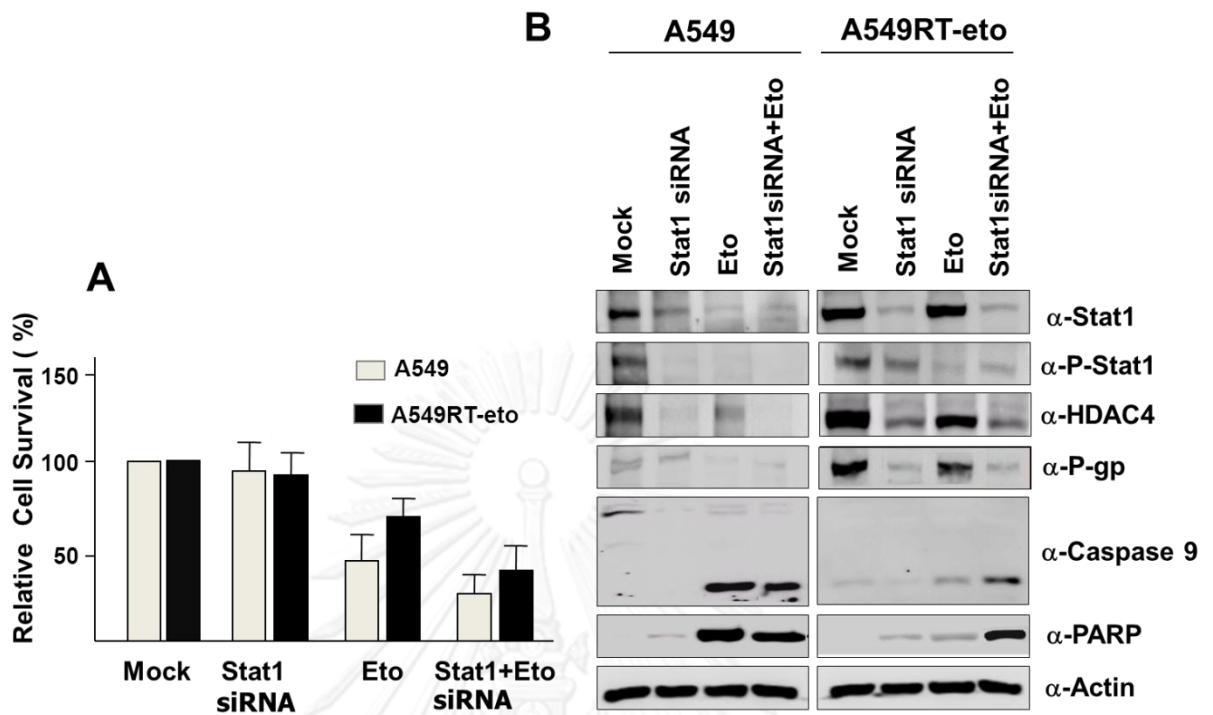 B
A549
A549RT-eto
Mock
Stat1 siRNA
Eto
Stat1siRNA+Eto
Mock
Stat1 siRNA
Eto
Stat1siRNA+Eto
α-Stat1
α-P-Stat1
α-HDAC4
α-P-gp
α-Caspase 9
α-PARP
α-Actin
A
Relative Cell Survival ( %)
150
100
50
A549
A549RT-eto
Mock
Stat1
siRNA
Eto
Stat1+Eto
siRNA